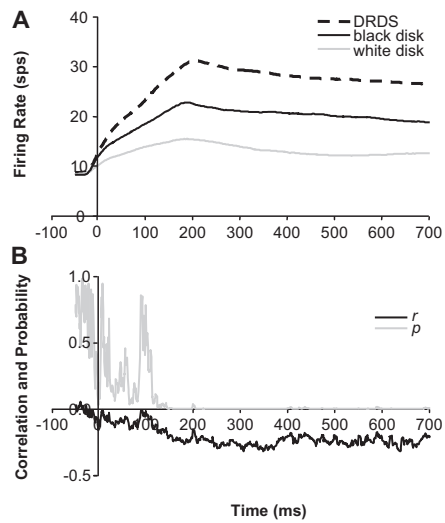 A
40
30
20
10
0
Firing Rate (sps)
DRDS
black disk
white disk
-100 0 100 200 300 400 500 600 700
B
1.0
0.5
0.0
-0.5
Correlation and Probability
r
p
-100 0 100 200 300 400 500 600 700
Time (ms)